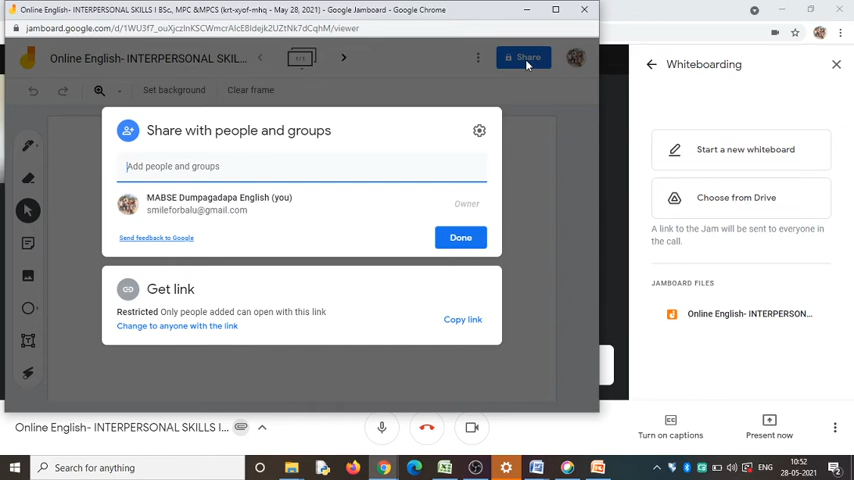 Online English- INTERPERSONAL SKILLS I BSc, MPC &MPCS (krt-xyof-mhq - May 28, 2021) - Google Jamboard - Google Chrome
Online English- INTERPERSONAL SKIL...
1/1
Share
Set background
Clear frame
Share with people and groups
Add people and groups
MABSE Dumpagadapa English (you)
smileforbalu@gmail.com
Owner
Send feedback to Google
Done
Get link
Restricted Only people added can open with this link
Change to anyone with the link
Copy link
Whiteboarding
Start a new whiteboard
Choose from Drive
A link to the Jam will be sent to everyone in
the call.
JAMBOARD FILES
Online English- INTERPERSON...
Online English- INTERPERSONAL SKILLS I...
Turn on captions
Present now
Search for anything
ENG
10:52
28-05-2021
2